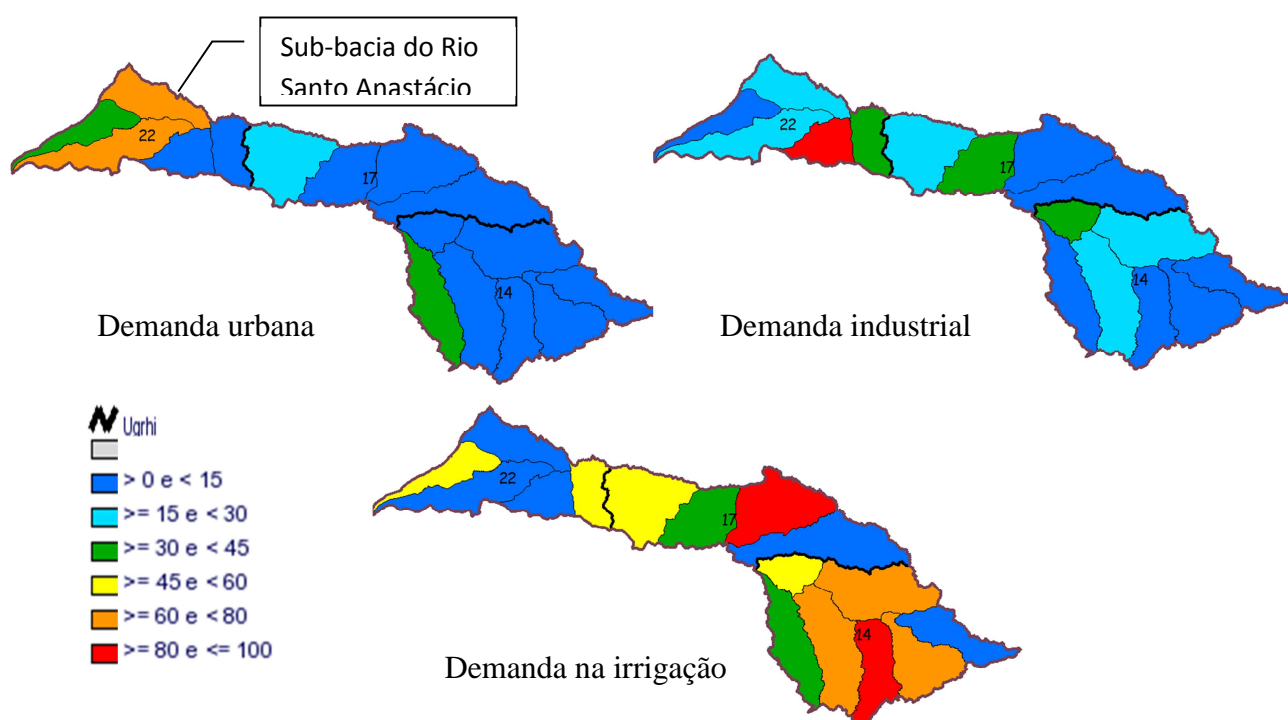 Sub-bacia do Rio
Santo Anastácio
22
17
14
Demanda urbana
22
17
14
Demanda industrial
Ugrhi
> 0 e < 15
>= 15 e < 30
>= 30 e < 45
>= 45 e < 60
>= 60 e < 80
>= 80 e <= 100
22
17
14
Demanda na irrigação